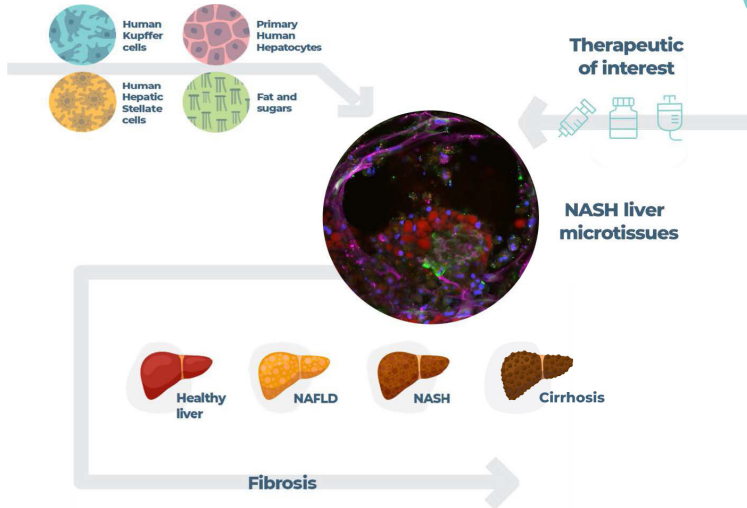 Human
Kupffer
cells
Primary
Human
Hepatocytes
Human
Hepatic
Stellate
cells
Fat and
sugars
Therapeutic
of interest
NASH liver
microtissues
Healthy
liver
NAFLD
NASH
Cirrhosis
Fibrosis